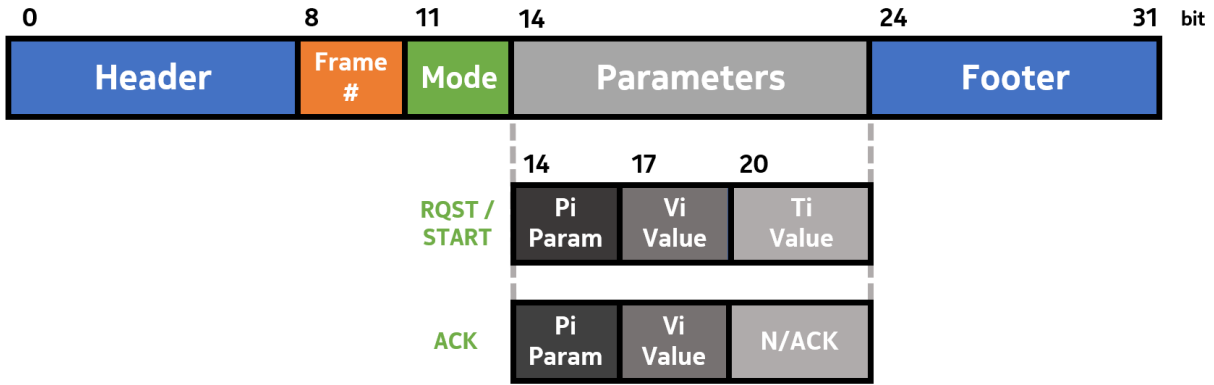 0 8 11 14 24 31 bit
Header Frame # Mode Parameters Footer
14 17 20
RQST / START Pi Param Vi Value Ti Value
ACK Pi Param Vi Value N/ACK